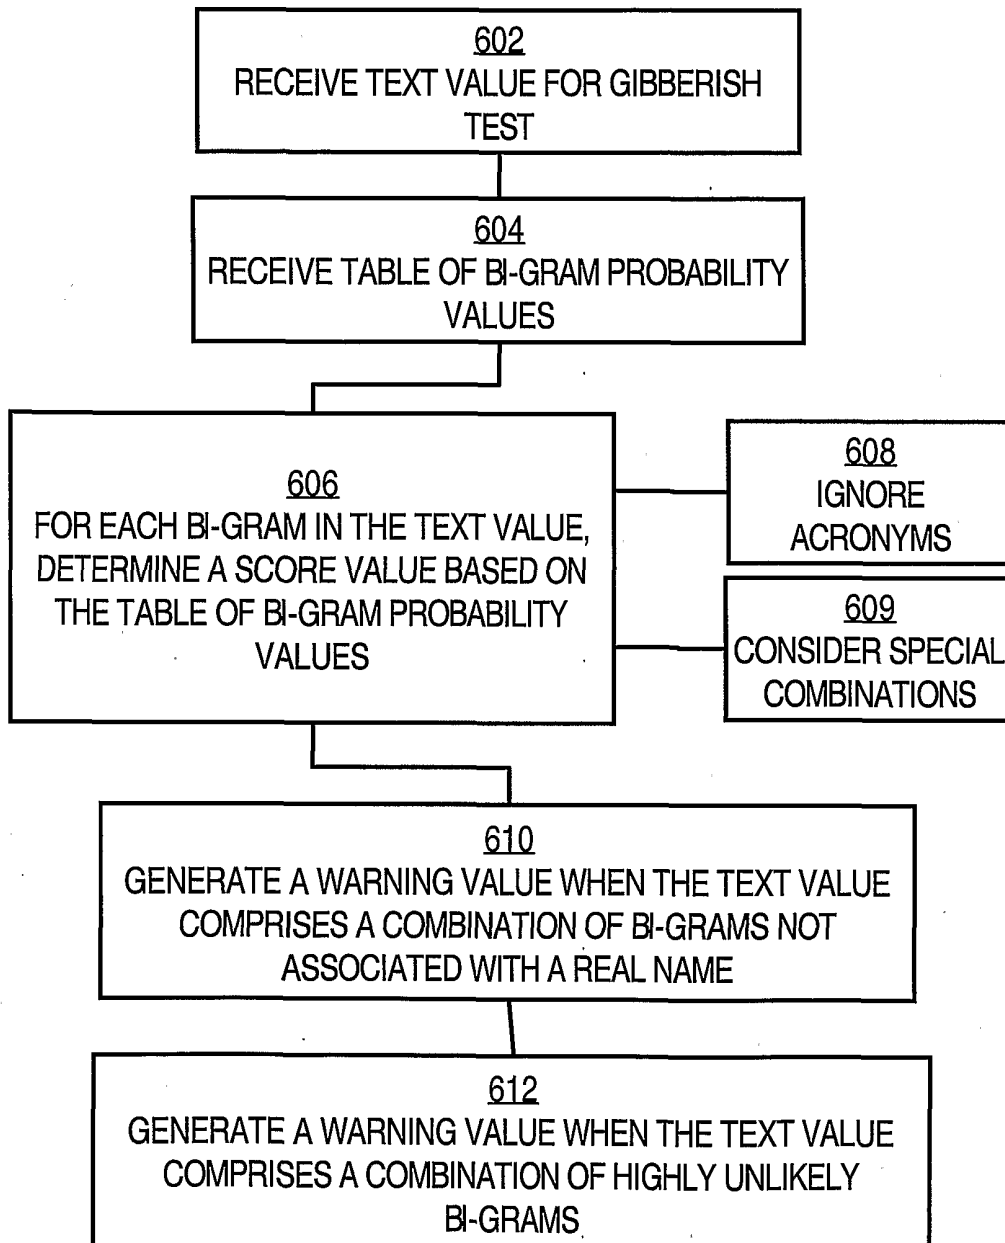 602
RECEIVE TEXT VALUE FOR GIBBERISH
TEST
604
RECEIVE TABLE OF BI-GRAM PROBABILITY
VALUES
606
FOR EACH BI-GRAM IN THE TEXT VALUE,
DETERMINE A SCORE VALUE BASED ON
THE TABLE OF BI-GRAM PROBABILITY
VALUES
608
IGNORE
ACRONYMS
609
CONSIDER SPECIAL
COMBINATIONS
610
GENERATE A WARNING VALUE WHEN THE TEXT VALUE
COMPRISES A COMBINATION OF BI-GRAMS NOT
ASSOCIATED WITH A REAL NAME
612
GENERATE A WARNING VALUE WHEN THE TEXT VALUE
COMPRISES A COMBINATION OF HIGHLY UNLIKELY
BI-GRAMS